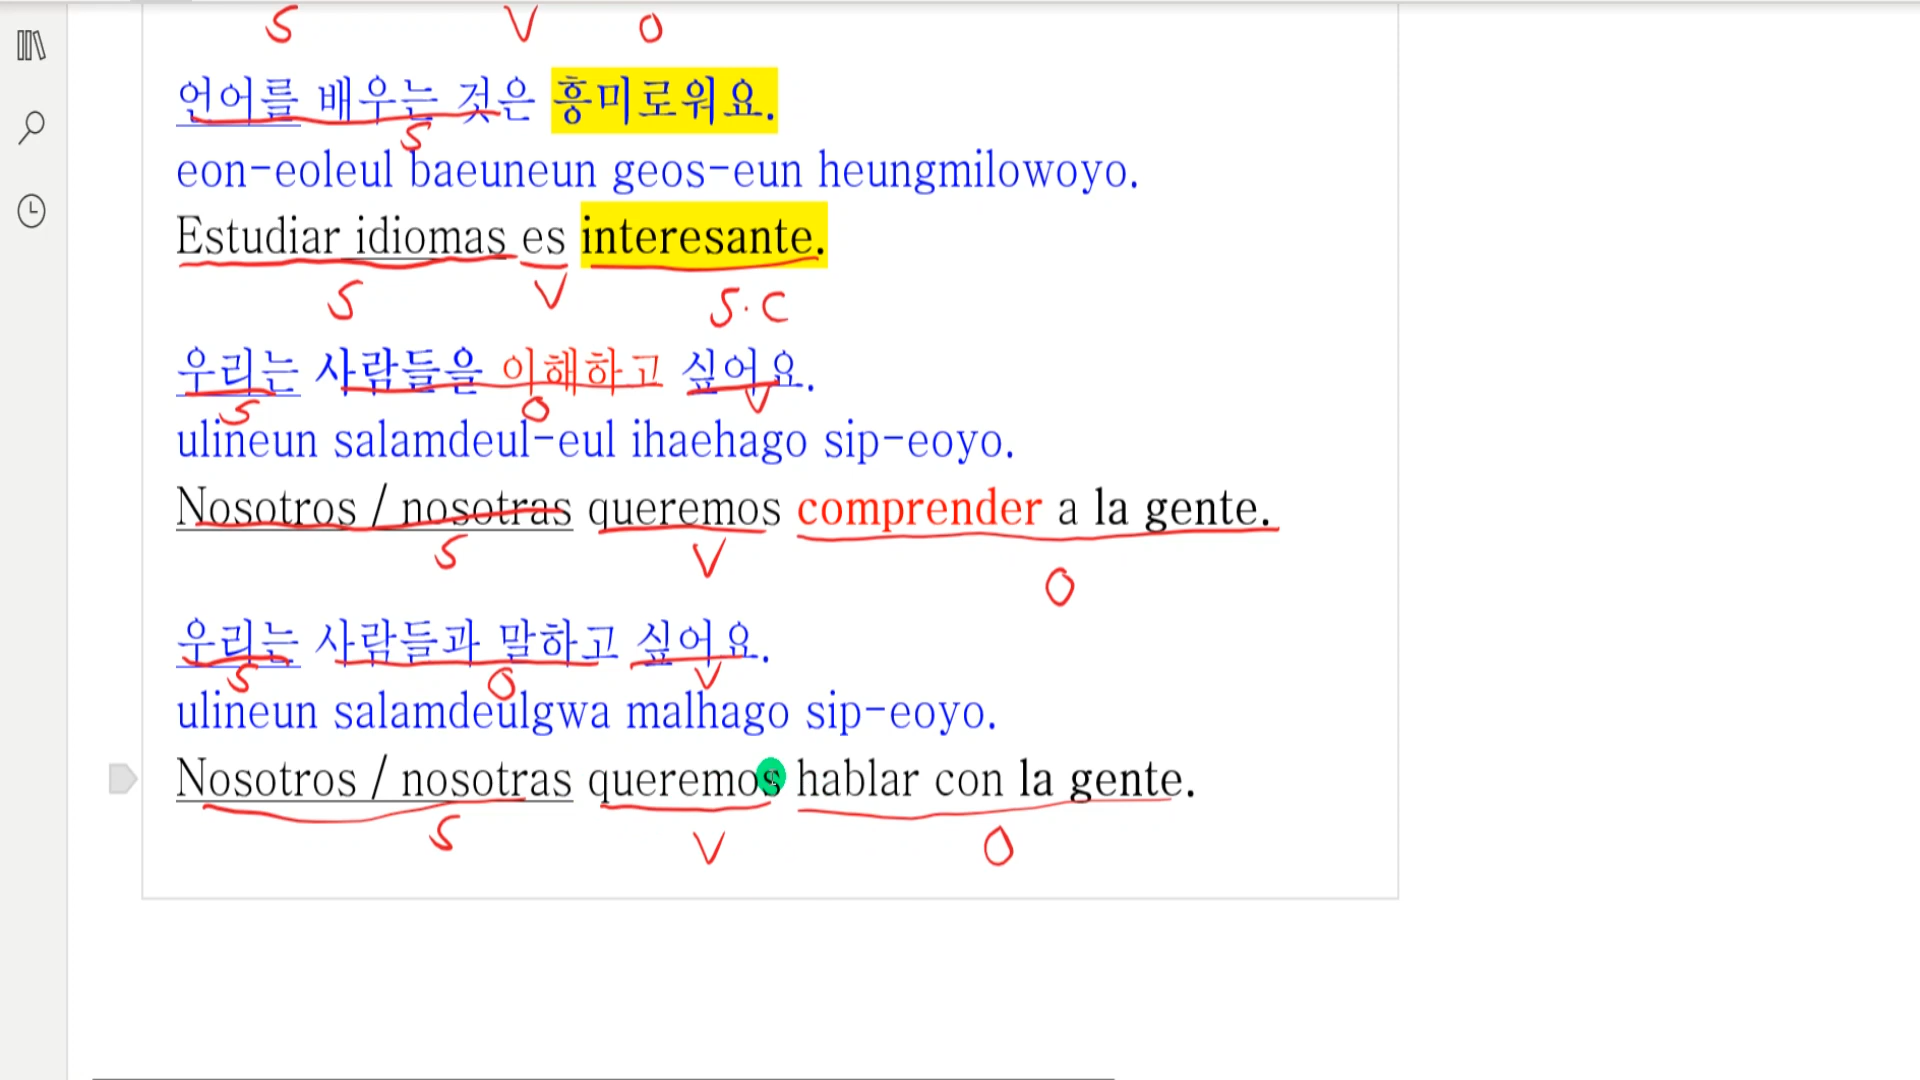 S V O
언어를 배우는 것은 흥미로워요.
S
eon-eoleul baeuneun geos-eun heungmilowoyo.
Estudiar idiomas es interesante.
S V S·C
우리는 사람들을 이해하고 싶어요.
S O V
ulineun salamdeul-eul ihaehago sip-eoyo.
Nosotros / nosotras queremos comprender a la gente.
S V O
우리는 사람들과 말하고 싶어요.
S O V
ulineun salamdeulgwa malhago sip-eoyo.
Nosotros / nosotras queremos hablar con la gente.
S V O